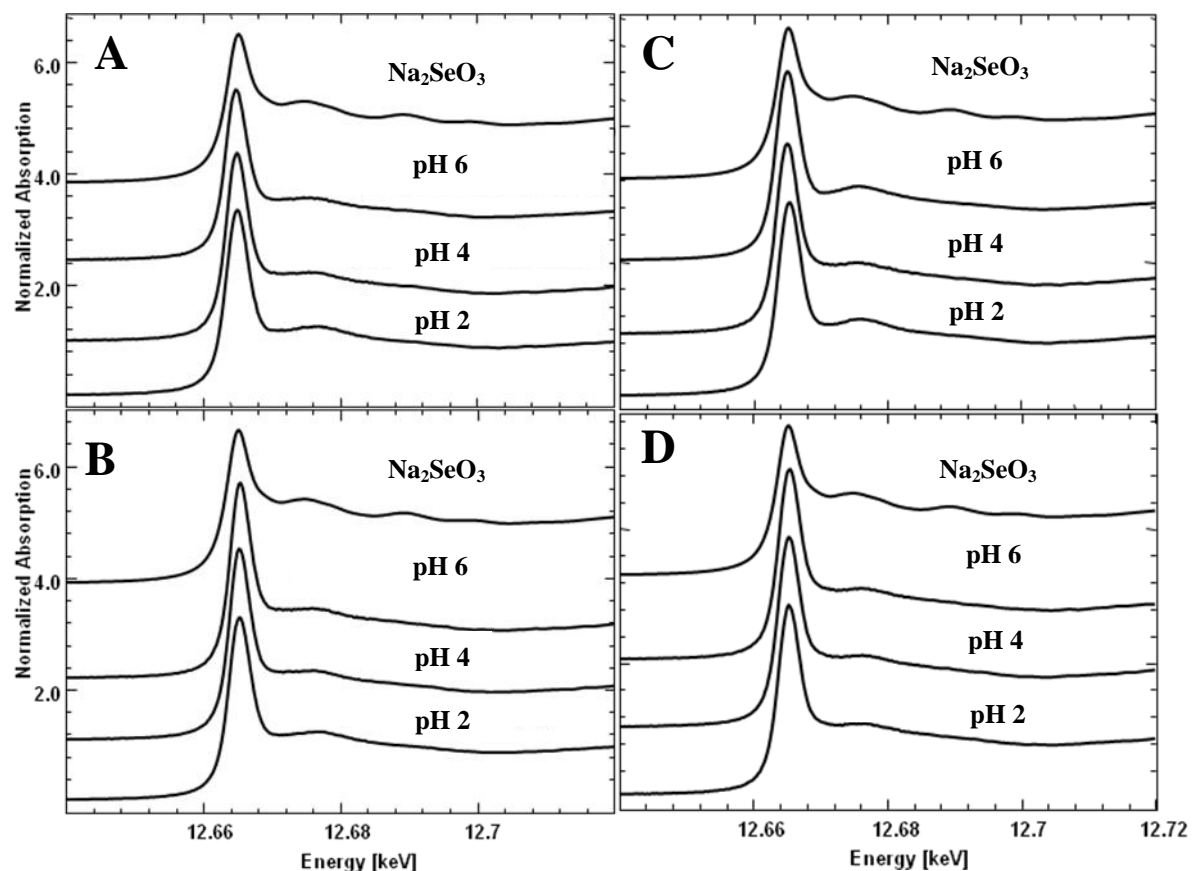 A
Na₂SeO₃
pH 6
pH 4
pH 2
6.0
4.0
2.0
Normalized Absorption
C
Na₂SeO₃
pH 6
pH 4
pH 2
B
Na₂SeO₃
pH 6
pH 4
pH 2
6.0
4.0
2.0
Normalized Absorption
12.66 12.68 12.7
Energy [keV]
D
Na₂SeO₃
pH 6
pH 4
pH 2
12.66 12.68 12.7 12.72
Energy [keV]